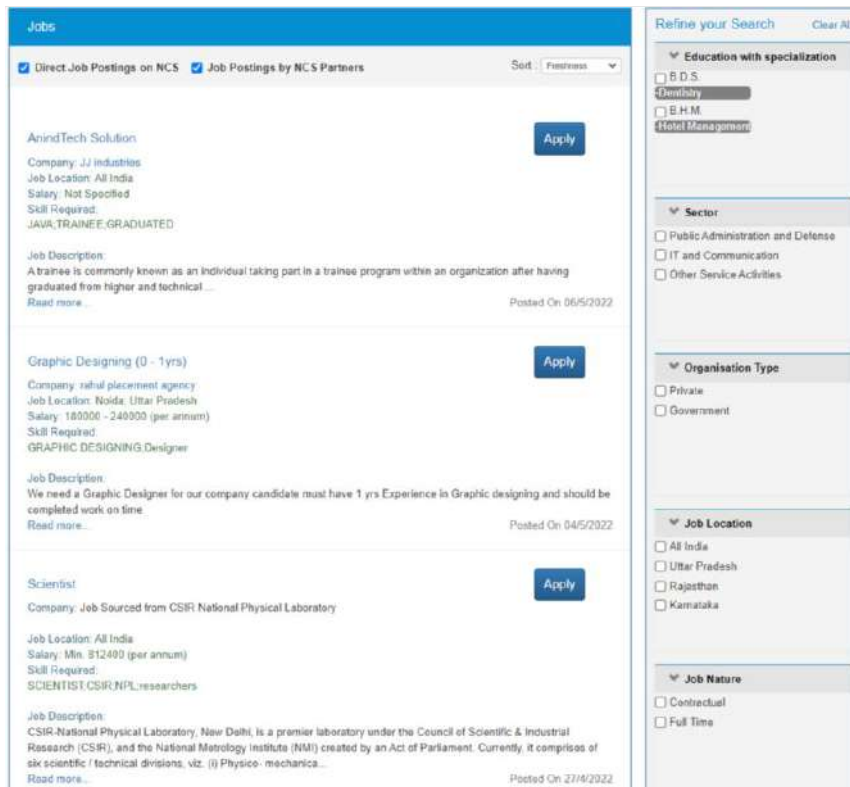 Jobs
Direct Job Postings on NCS Job Postings by NCS Partners
Sort : Freshness
AnindTech Solution
Apply
Company: JJ industries
Job Location: All India
Salary: Not Specified
Skill Required:
JAVA;TRAINEE;GRADUATED
Job Description:
A trainee is commonly known as an individual taking part in a trainee program within an organization after having
graduated from higher and technical ...
Read more...
Posted On 06/5/2022
Graphic Designing (0 - 1yrs)
Apply
Company: rahul placement agency
Job Location: Noida, Uttar Pradesh
Salary: 180000 - 240000 (per annum)
Skill Required:
GRAPHIC DESIGNING;Designer
Job Description:
We need a Graphic Designer for our company candidate must have 1 yrs Experience in Graphic designing and should be
completed work on time
Read more...
Posted On 04/5/2022
Scientist
Apply
Company: Job Sourced from CSIR National Physical Laboratory
Job Location: All India
Salary: Min. 812400 (per annum)
Skill Required:
SCIENTIST;CSIR;NPL;researchers
Job Description:
CSIR-National Physical Laboratory, New Delhi, is a premier laboratory under the Council of Scientific & Industrial
Research (CSIR), and the National Metrology Institute (NMI) created by an Act of Parliament. Currently, it comprises of
six scientific / technical divisions, viz. (i) Physico- mechanica...
Read more...
Posted On 27/4/2022
Refine your Search Clear Al
Education with specialization
B.D.S.
-Dentistry
B.H.M.
-Hotel Management
Sector
Public Administration and Defense
IT and Communication
Other Service Activities
Organisation Type
Private
Government
Job Location
All India
Uttar Pradesh
Rajasthan
Karnataka
Job Nature
Contractual
Full Time